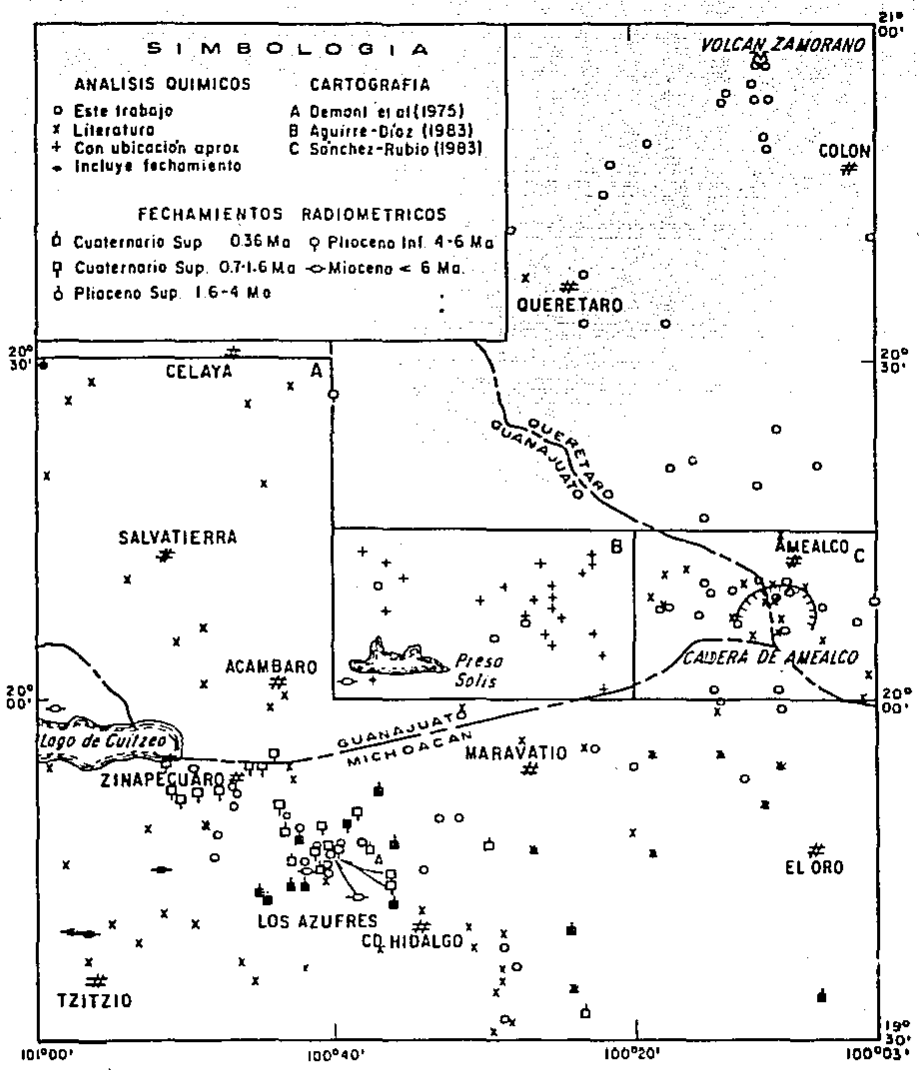 SIMBOLOGIA
ANALISIS QUIMICOS
o Este trabajo
x Literatura
+ Con ubicación aprox
Incluye fechamiento
CARTOGRAFIA
A Demant et al (1975)
B Aguirre-Díaz (1983)
C Sánchez-Rubio (1983)
FECHAMIENTOS RADIOMETRICOS
Cuaternario Sup 0.36 Ma
Cuaternario Sup. 0.7-1.6 Ma
Plioceno Sup. 1.6-4 Ma
Plioceno Inf. 4-6 Ma
Mioceno < 6 Ma.
21° 00'
VOLCAN ZAMORANO
COLON
QUERETARO
20° 30'
20° 30'
CELAYA
A
QUERETARO
GUANAJUATO
SALVATIERRA
B
AMEALCO
C
ACAMBARO
Presa Solis
CALDERA DE AMEALCO
20° 00'
20° 00'
Lago de Cuitzeo
GUANAJUATO
MICHOACAN
MARAVATIO
ZINAPECUARO
EL ORO
LOS AZUFRES
CD. HIDALGO
TZITZIO
19° 30'
101°00'
100°40'
100°20'
100°03'